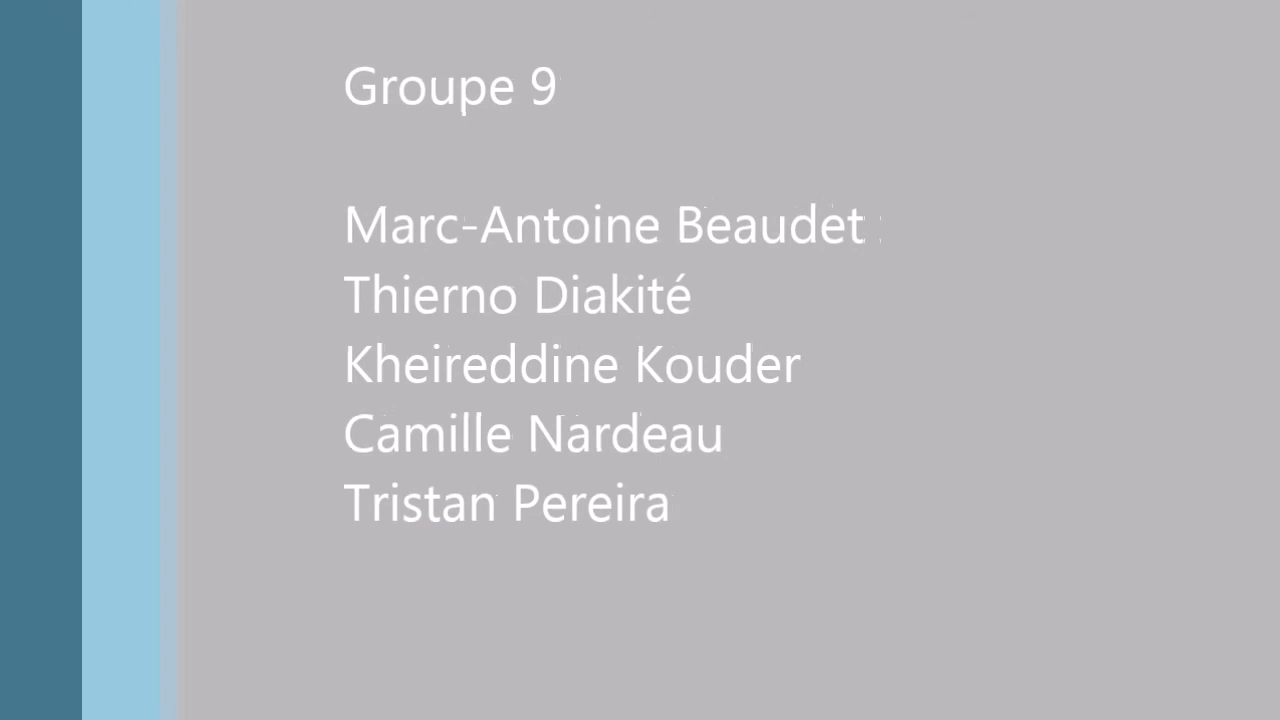 Groupe 9
Marc-Antoine Beaudet
Thierno Diakité
Kheireddine Kouder
Camille Nardeau
Tristan Pereira